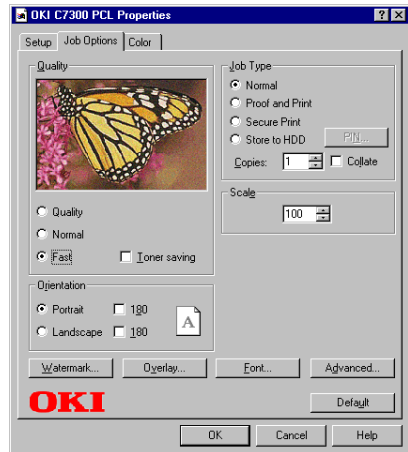 OKI C7300 PCL Properties
Setup Job Options Color
Quality
Quality
Normal
Fast Toner saving
Orientation
Portrait 180
Landscape 180
A
Job Type
Normal
Proof and Print
Secure Print
Store to HDD PIN...
Copies: 1 Collate
Scale
100
Watermark... Overlay... Font... Advanced...
OKI Default
OK Cancel Help